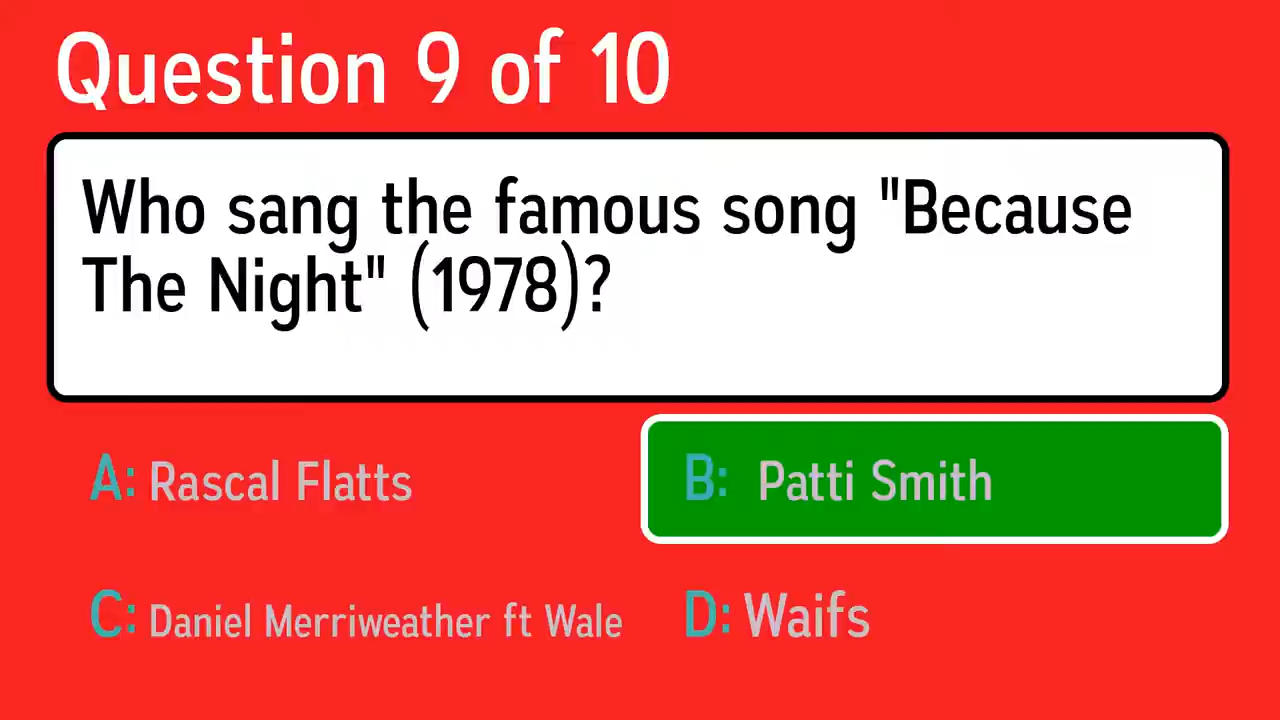 Question 9 of 10
Who sang the famous song "Because
The Night" (1978)?
A: Rascal Flatts
B: Patti Smith
C: Daniel Merriweather ft Wale
D: Waifs